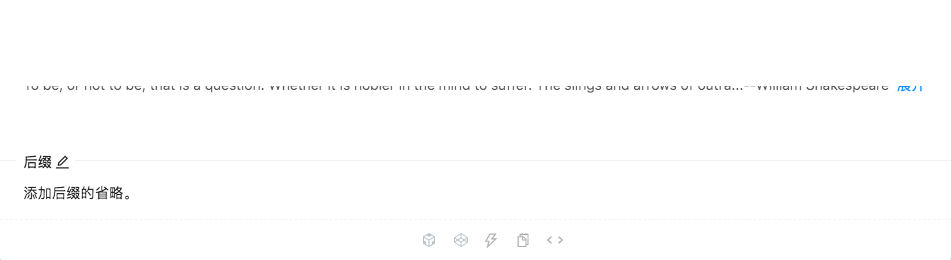 To be, or not to be, that is a question: Whether it is nobler in the mind to suffer. The slings and arrows of outra...--William Shakespeare 展开
后缀
添加后缀的省略。